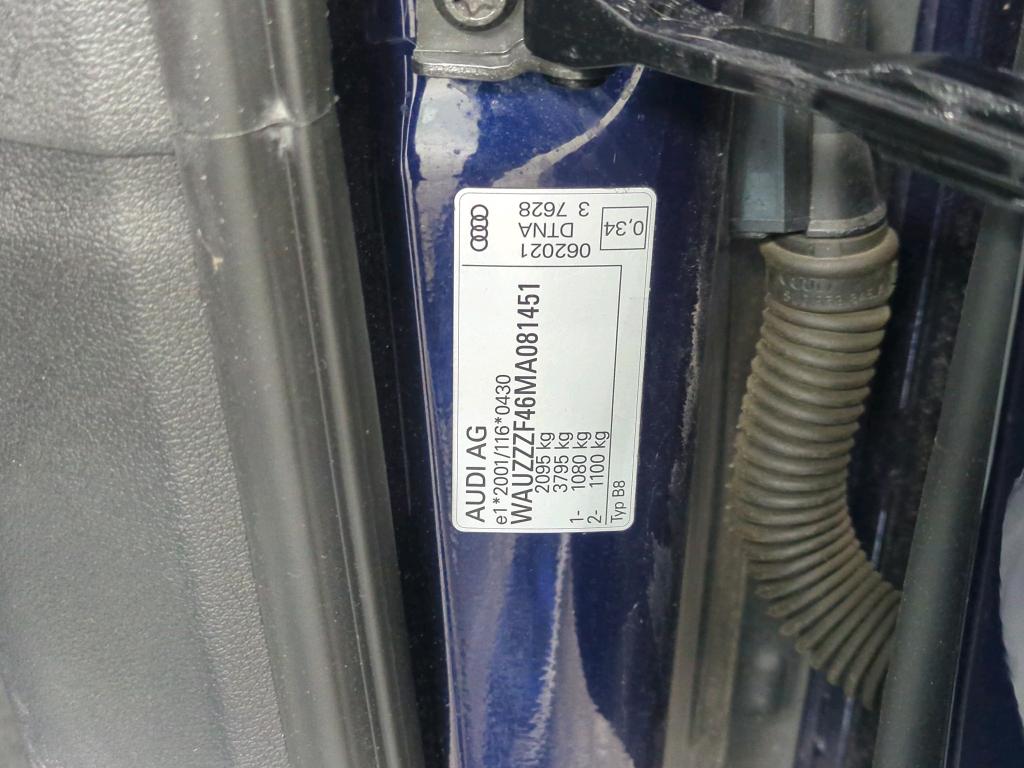 AUDI AG
e1*2001/116*0430
WAUZZZF46MA081451
2095 kg
3795 kg
1- 1080 kg
2- 1100 kg
Typ B8
062021
DTNA
3 7628
0,34